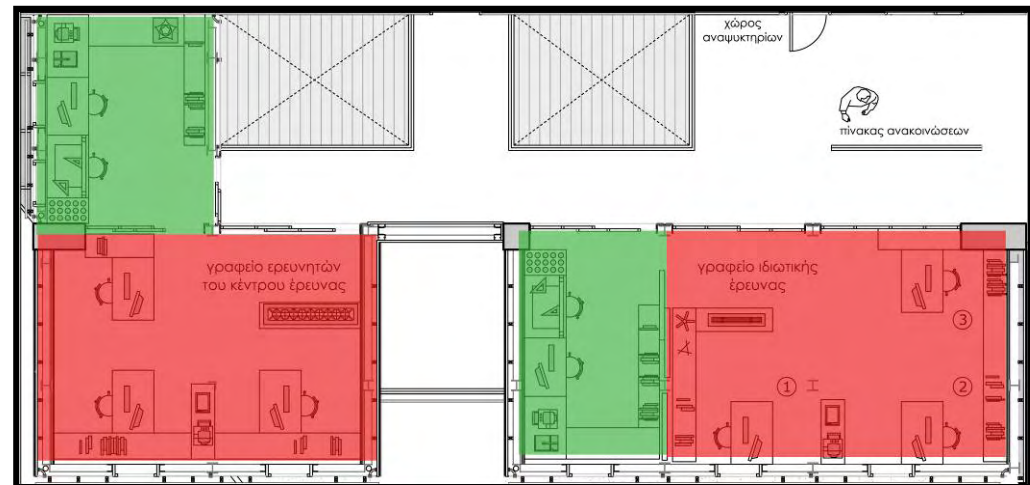 χώρος
αναψυκτηρίων
πίνακας ανακοινώσεων
γραφείο ερευνητών
του κέντρου έρευνας
γραφείο ιδιωτικής
έρευνας
3
1
2